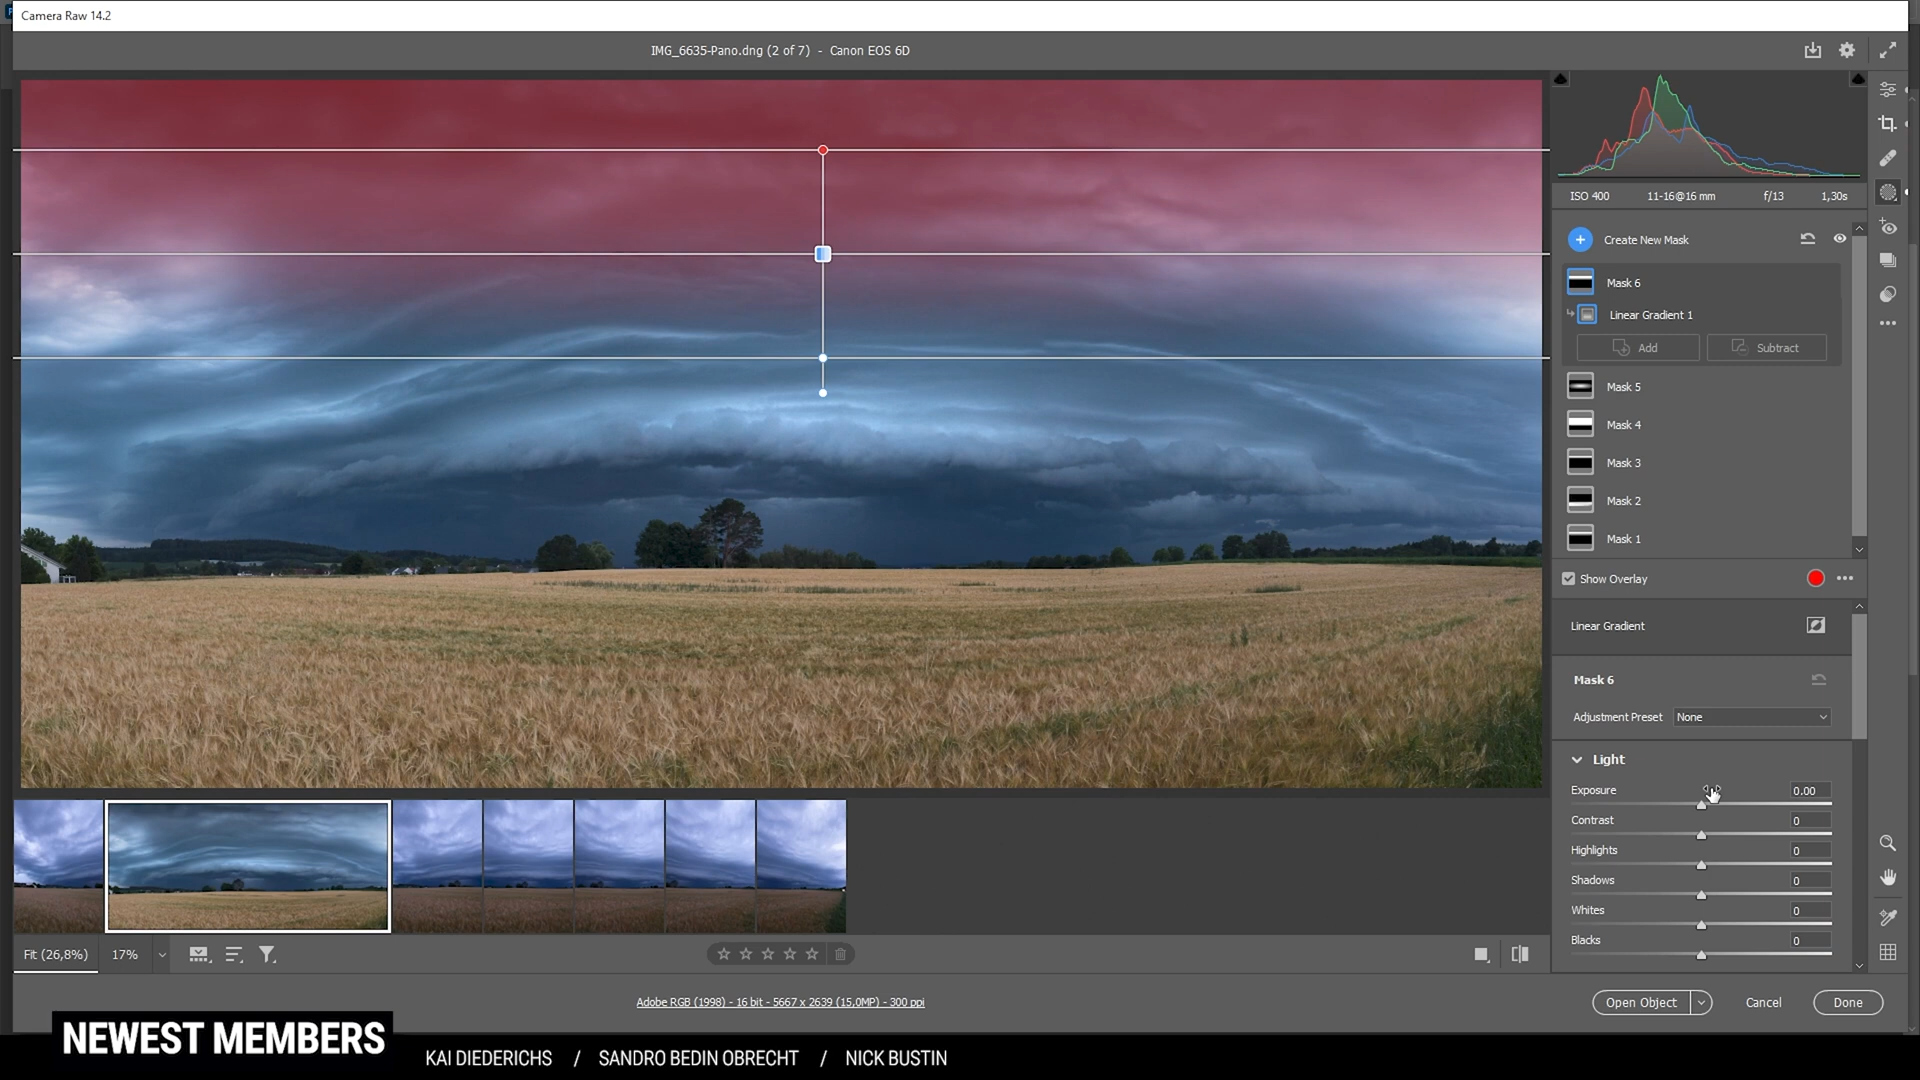 Camera Raw 14.2
IMG_6635-Pano.dng (2 of 7) - Canon EOS 6D
ISO 400 11-16@16 mm f/13 1,30s
Create New Mask
Mask 6
Linear Gradient 1
Add Subtract
Mask 5
Mask 4
Mask 3
Mask 2
Mask 1
Show Overlay
Linear Gradient
Mask 6
Adjustment Preset None
Light
Exposure 0.00
Contrast 0
Highlights 0
Shadows 0
Whites 0
Blacks 0
Fit (26,8%) 17%
Adobe RGB (1998) - 16 bit - 5667 x 2639 (15,0MP) - 300 ppi
Open Object Cancel Done
NEWEST MEMBERS
KAI DIEDERICHS / SANDRO BEDIN OBRECHT / NICK BUSTIN